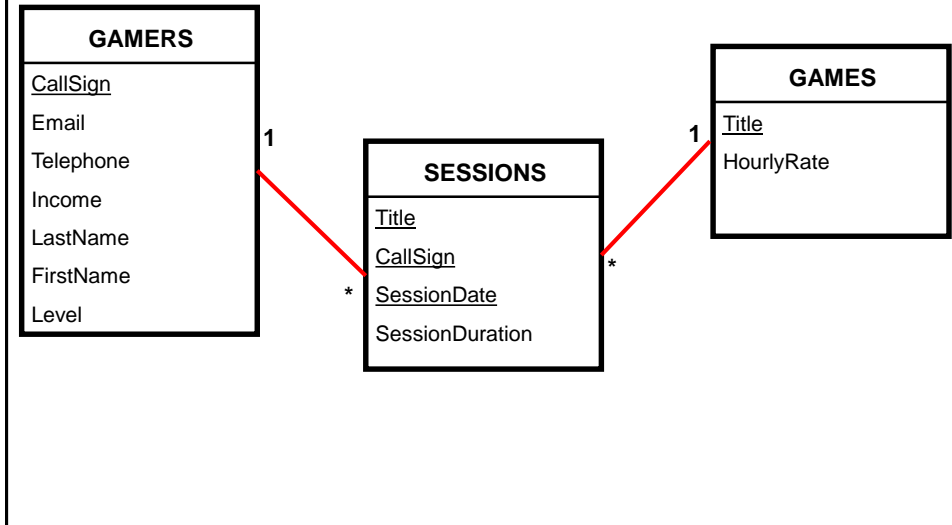 GAMERS
CallSign
Email
Telephone
Income
LastName
FirstName
Level
1
*
SESSIONS
Title
CallSign
SessionDate
SessionDuration
1
*
GAMES
Title
HourlyRate